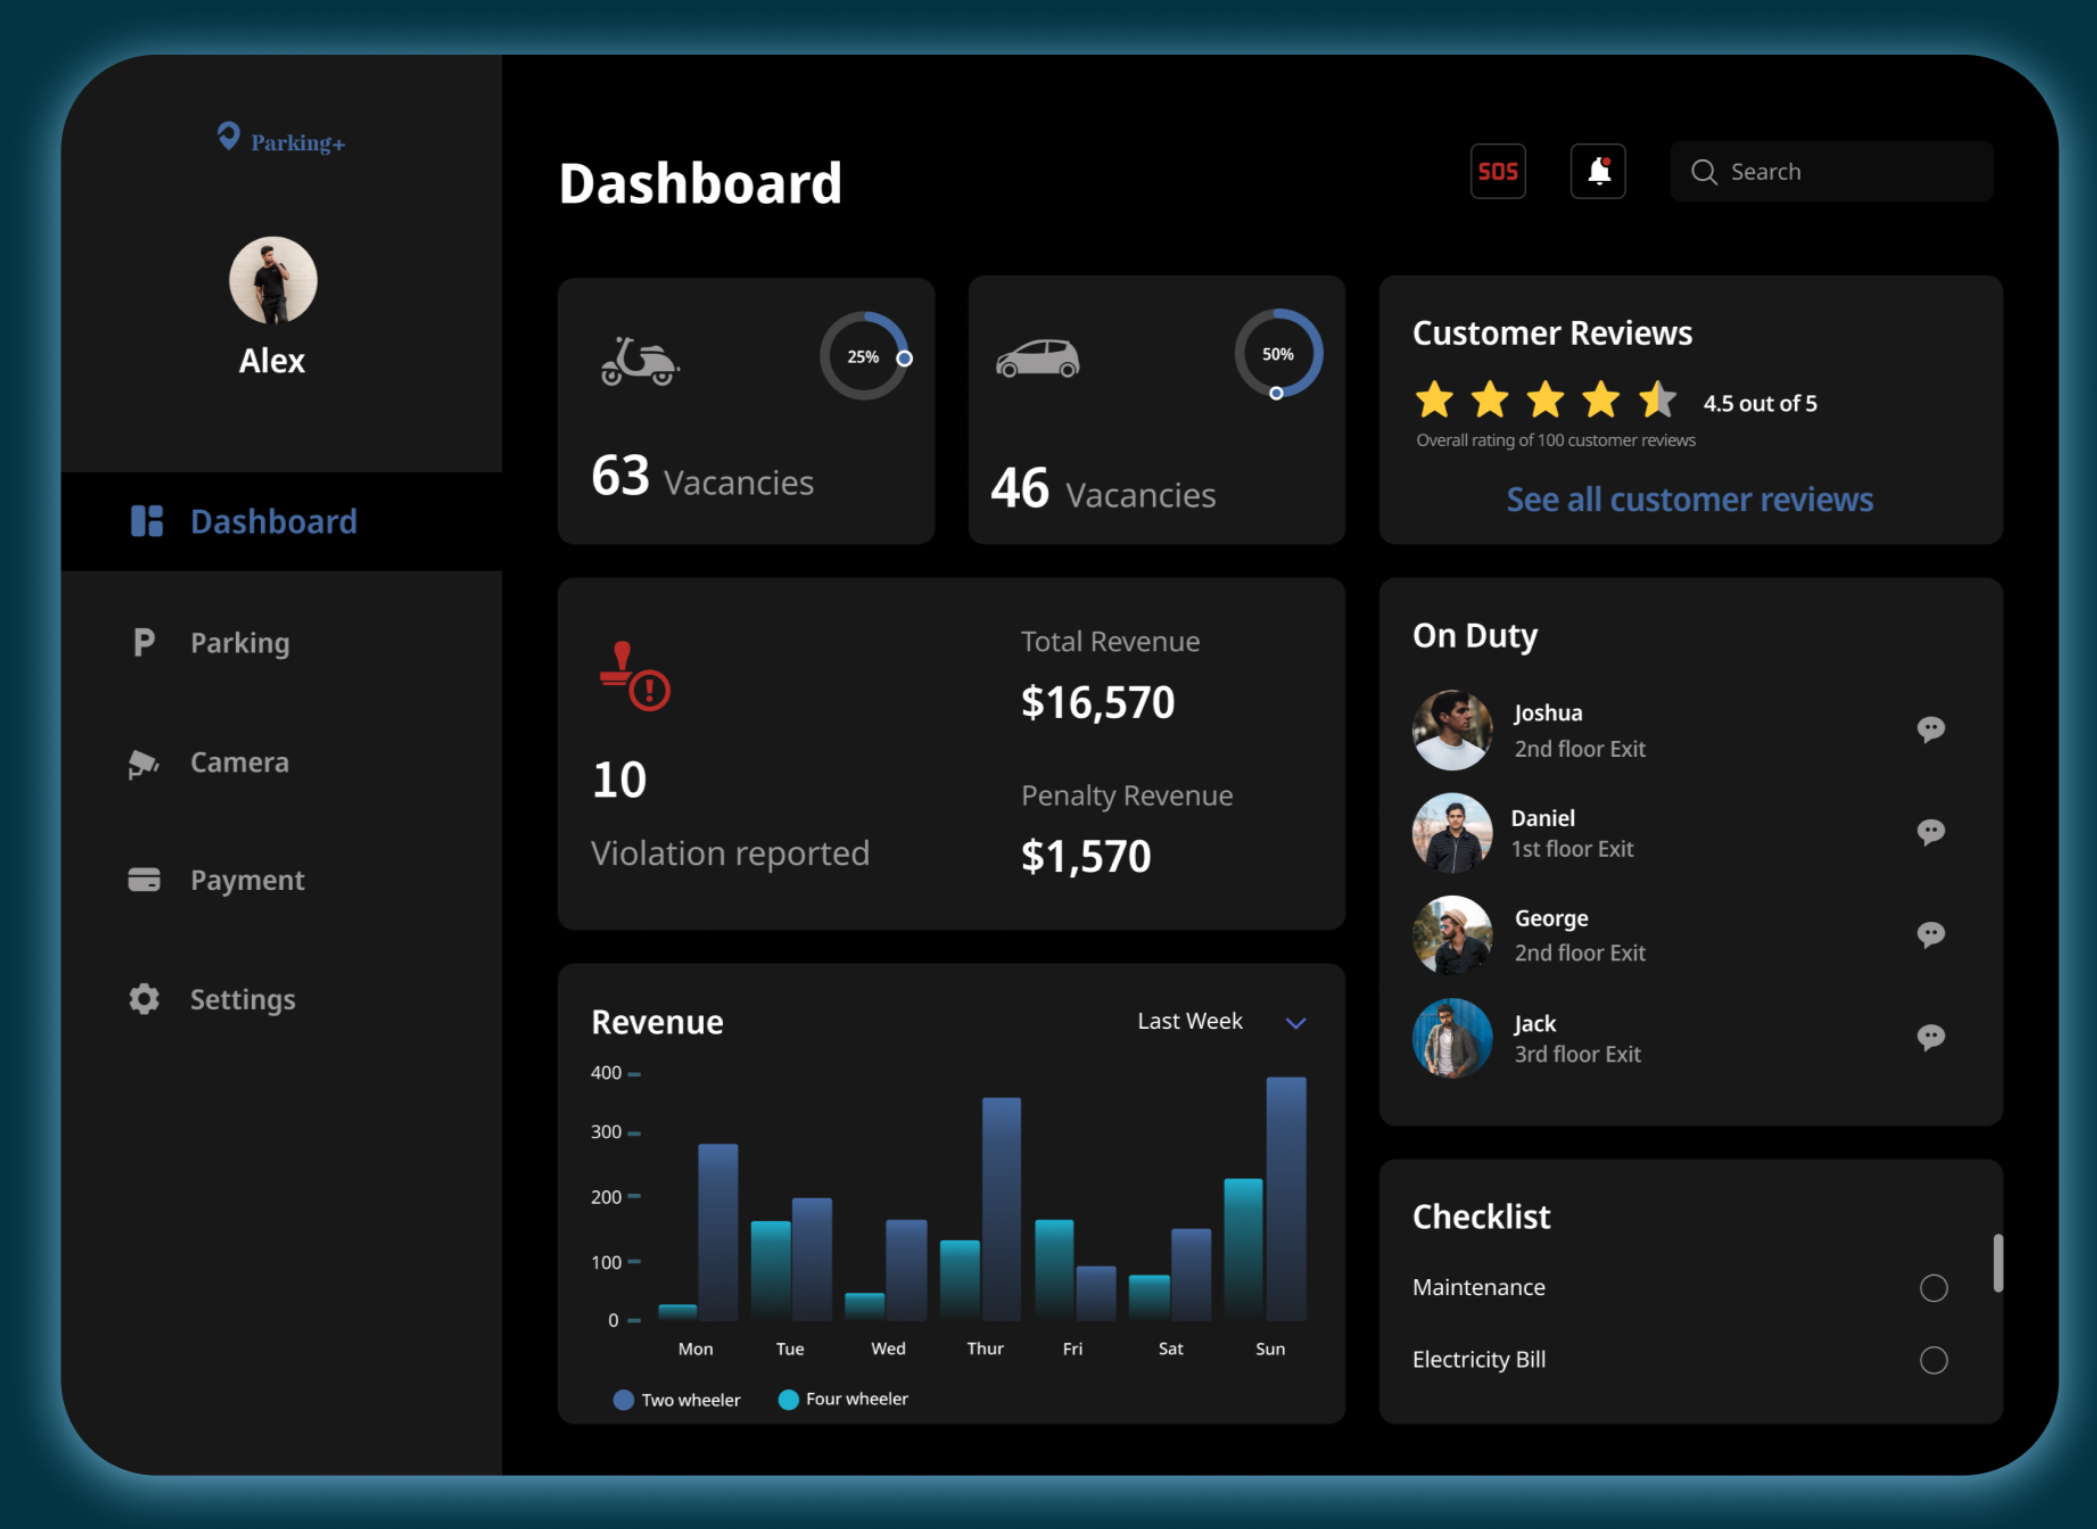 Parking+
Alex
Dashboard
Parking
Camera
Payment
Settings
Dashboard
SOS
Search
25%
63 Vacancies
50%
46 Vacancies
Customer Reviews
4.5 out of 5
Overall rating of 100 customer reviews
See all customer reviews
10
Violation reported
Total Revenue
$16,570
Penalty Revenue
$1,570
On Duty
Joshua
2nd floor Exit
Daniel
1st floor Exit
George
2nd floor Exit
Jack
3rd floor Exit
Revenue
Last Week
400
300
200
100
0
Mon Tue Wed Thur Fri Sat Sun
Two wheeler Four wheeler
Checklist
Maintenance
Electricity Bill